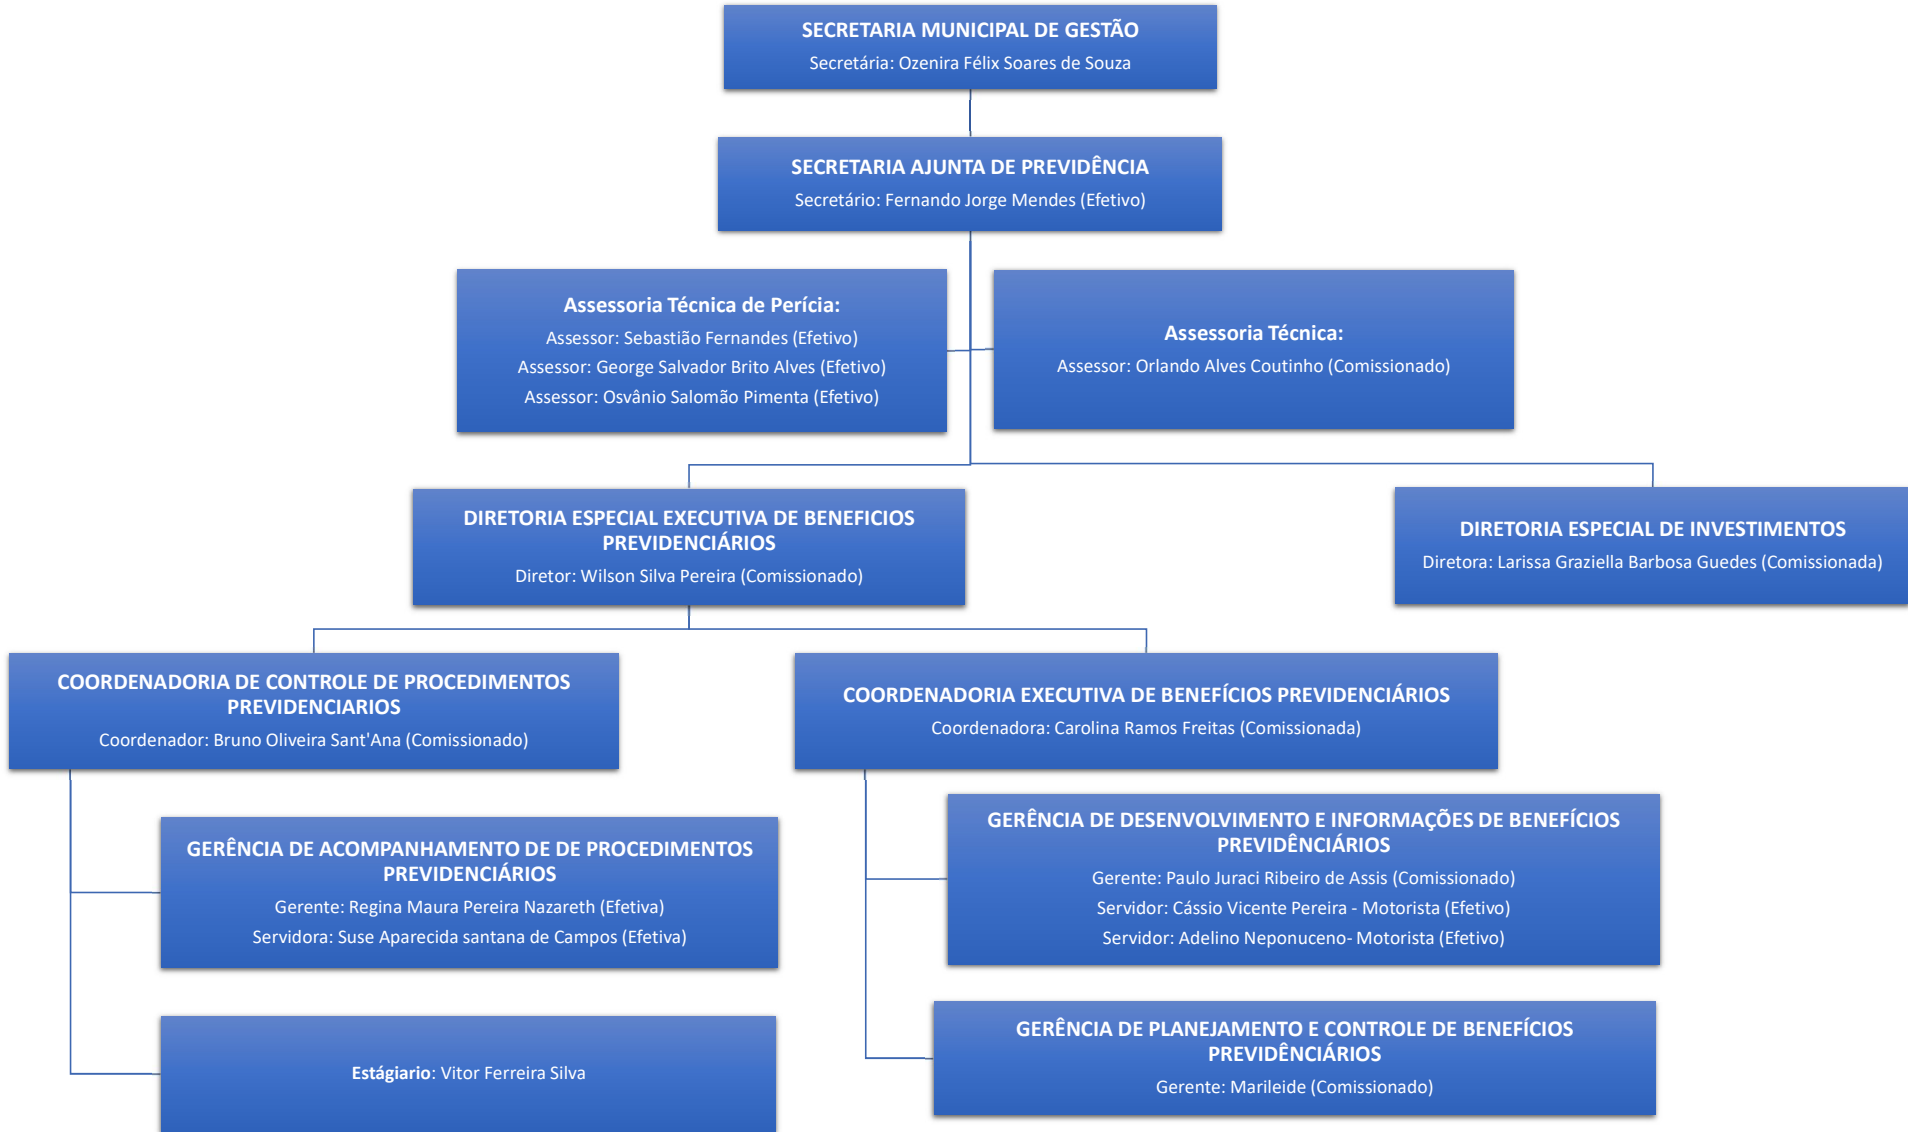 SECRETARIA MUNICIPAL DE GESTÃO
Secretária: Ozenira Félix Soares de Souza
SECRETARIA AJUNTA DE PREVIDÊNCIA
Secretário: Fernando Jorge Mendes (Efetivo)
Assessoria Técnica de Perícia:
Assessor: Sebastião Fernandes (Efetivo)
Assessor: George Salvador Brito Alves (Efetivo)
Assessor: Osvânio Salomão Pimenta (Efetivo)
Assessoria Técnica:
Assessor: Orlando Alves Coutinho (Comissionado)
DIRETORIA ESPECIAL EXECUTIVA DE BENEFICIOS
PREVIDENCIÁRIOS
Diretor: Wilson Silva Pereira (Comissionado)
DIRETORIA ESPECIAL DE INVESTIMENTOS
Diretora: Larissa Graziella Barbosa Guedes (Comissionada)
COORDENADORIA DE CONTROLE DE PROCEDIMENTOS
PREVIDENCIARIOS
Coordenador: Bruno Oliveira Sant'Ana (Comissionado)
COORDENADORIA EXECUTIVA DE BENEFÍCIOS PREVIDENCIÁRIOS
Coordenadora: Carolina Ramos Freitas (Comissionada)
GERÊNCIA DE ACOMPANHAMENTO DE DE PROCEDIMENTOS
PREVIDENCIÁRIOS
Gerente: Regina Maura Pereira Nazareth (Efetiva)
Servidora: Suse Aparecida santana de Campos (Efetiva)
Estágiario: Vitor Ferreira Silva
GERÊNCIA DE DESENVOLVIMENTO E INFORMAÇÕES DE BENEFÍCIOS
PREVIDÊNCIÁRIOS
Gerente: Paulo Juraci Ribeiro de Assis (Comissionado)
Servidor: Cássio Vicente Pereira - Motorista (Efetivo)
Servidor: Adelino Neponuceno- Motorista (Efetivo)
GERÊNCIA DE PLANEJAMENTO E CONTROLE DE BENEFÍCIOS
PREVIDÊNCIÁRIOS
Gerente: Marileide (Comissionado)